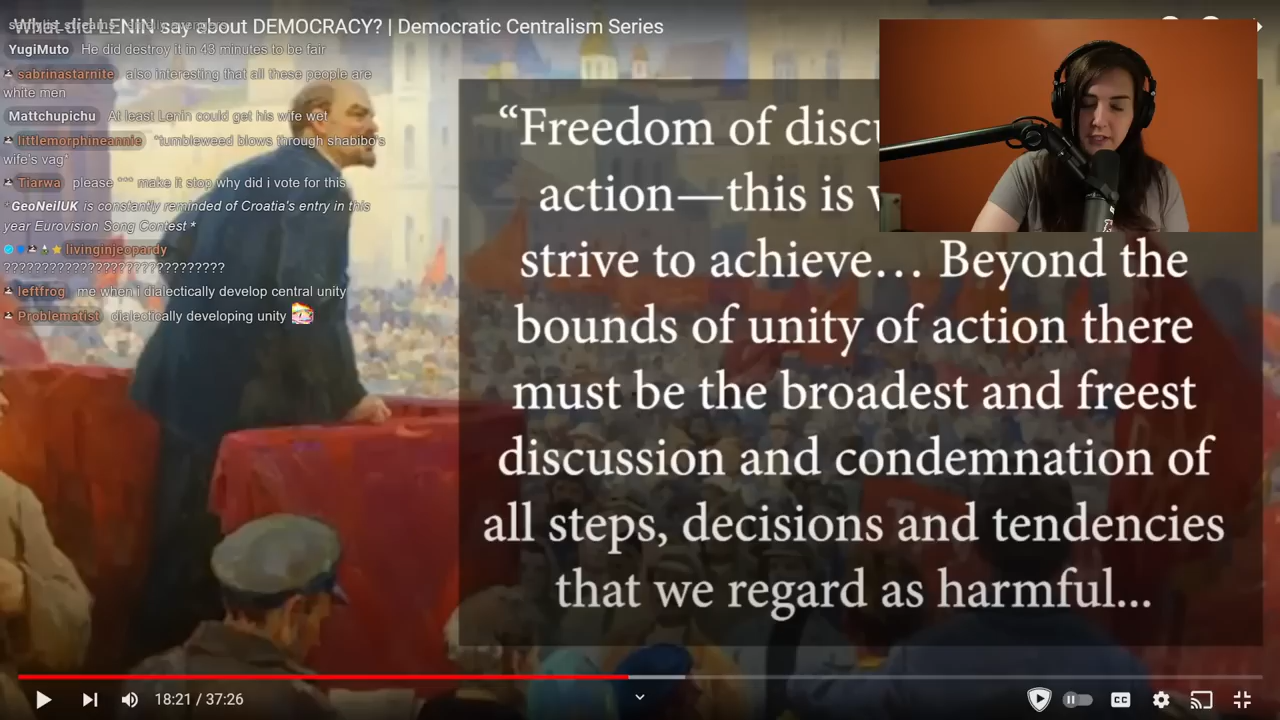 What did LENIN say about DEMOCRACY? | Democratic Centralism Series
YugiMuto He did destroy it in 43 minutes to be fair
sabrinastarnite also interesting that all these people are
white men
Mattchupichu At least Lenin could get his wife wet
littlemorphineannie *tumbleweed blows through shabibo's
wife's vag*
Tiarwa please *** make it stop why did i vote for this
*GeoNeilUK is constantly reminded of Croatia's entry in this
year Eurovision Song Contest *
livinginjeopardy
????????????????????????????
leftfrog me when i dialectically develop central unity
Problematist dialectically developing unity
“Freedom of
action—this is
strive to achieve… Beyond the
bounds of unity of action there
must be the broadest and freest
discussion and condemnation of
all steps, decisions and tendencies
that we regard as harmful...
18:21 / 37:26
CC